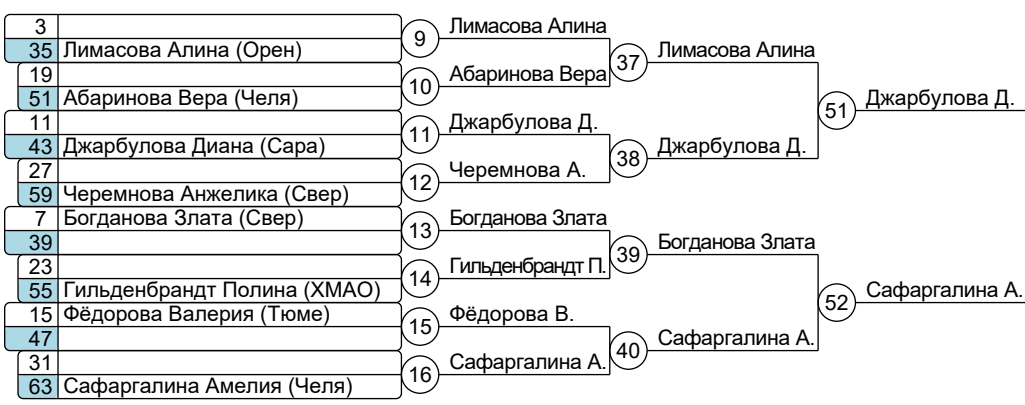 3
35 Лимасова Алина (Орен)
19
51 Абаринова Вера (Челя)
11
43 Джарбулова Диана (Сара)
27
59 Черемнова Анжелика (Свер)
7 Богданова Злата (Свер)
39
23
55 Гильденбрандт Полина (ХМАО)
15 Фёдорова Валерия (Тюме)
47
31
63 Сафаргалина Амелия (Челя)
9 Лимасова Алина
10 Абаринова Вера
11 Джарбулова Д.
12 Черемнова А.
13 Богданова Злата
14 Гильденбрандт П.
15 Фёдорова В.
16 Сафаргалина А.
37 Лимасова Алина
38 Джарбулова Д.
39 Богданова Злата
40 Сафаргалина А.
51 Джарбулова Д.
52 Сафаргалина А.